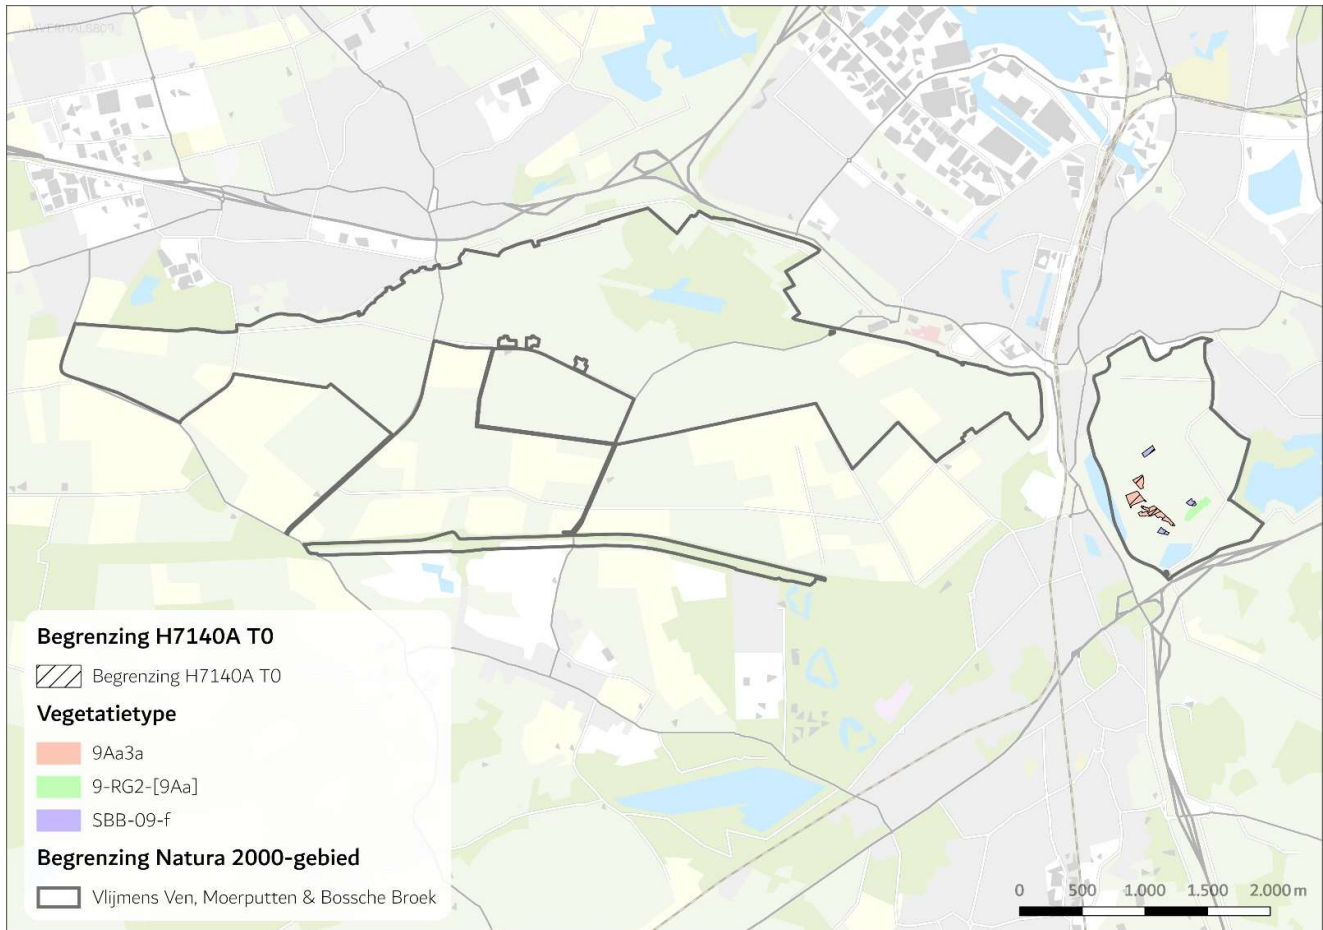 JAVERHAL8809
Begrenzing H7140A T0
Begrenzing H7140A T0
Vegetatietype
9Aa3a
9-RG2-[9Aa]
SBB-09-f
Begrenzing Natura 2000-gebied
Vlijmens Ven, Moerputten & Bossche Broek
0 500 1.000 1.500 2.000 m